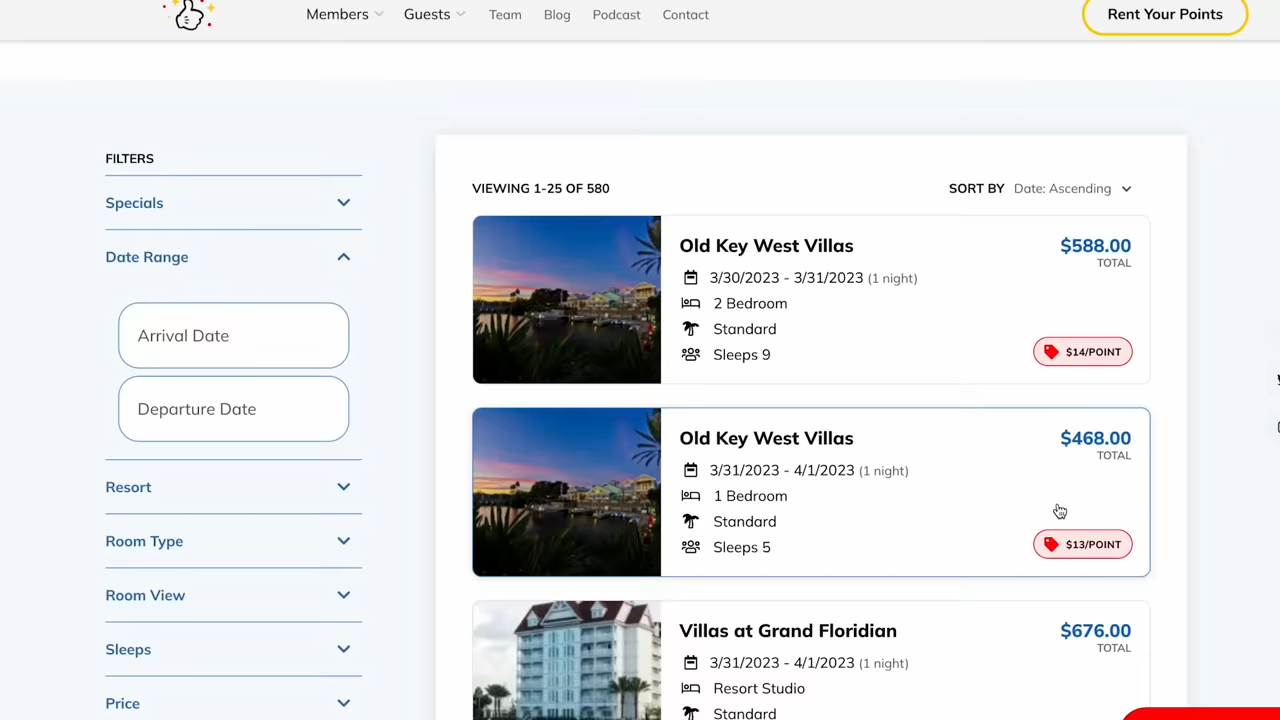 Members
Guests
Team
Blog
Podcast
Contact
Rent Your Points
FILTERS
Specials
Date Range
Arrival Date
Departure Date
Resort
Room Type
Room View
Sleeps
Price
VIEWING 1-25 OF 580
SORT BY Date: Ascending
Old Key West Villas
$588.00
TOTAL
3/30/2023 - 3/31/2023 (1 night)
2 Bedroom
Standard
Sleeps 9
$14/POINT
Old Key West Villas
$468.00
TOTAL
3/31/2023 - 4/1/2023 (1 night)
1 Bedroom
Standard
Sleeps 5
$13/POINT
Villas at Grand Floridian
$676.00
TOTAL
3/31/2023 - 4/1/2023 (1 night)
Resort Studio
Standard